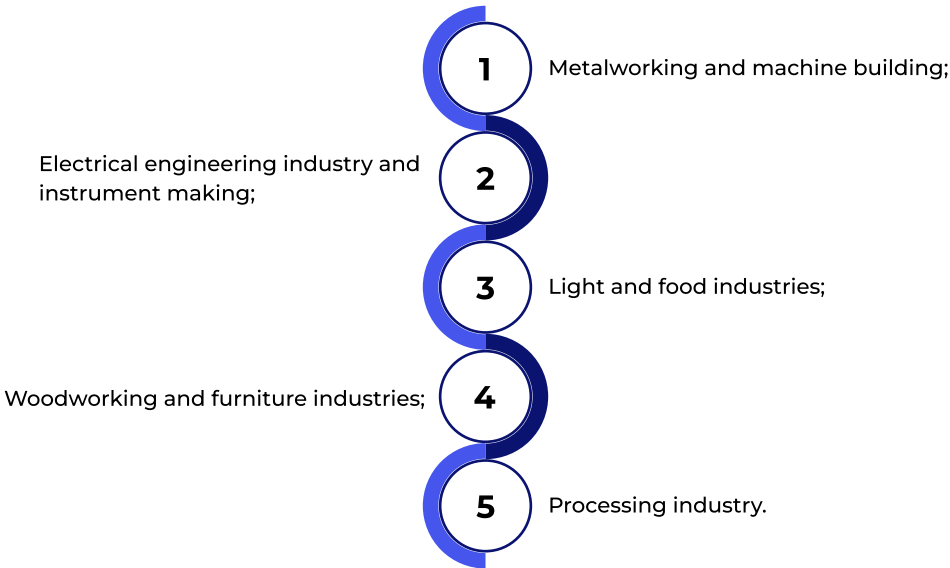 1
Metalworking and machine building;
2
Electrical engineering industry and
instrument making;
3
Light and food industries;
4
Woodworking and furniture industries;
5
Processing industry.